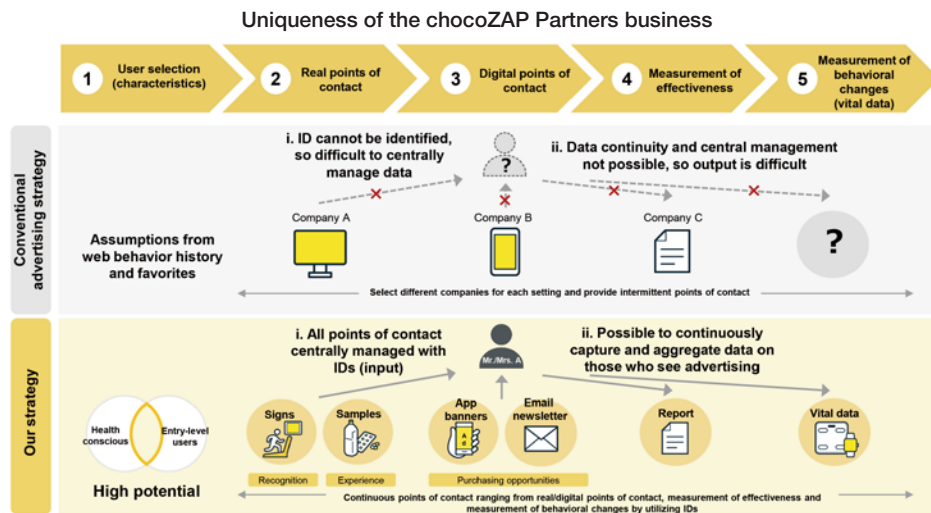 Uniqueness of the chocoZAP Partners business
1
User selection
(characteristics)
2
Real points of
contact
3
Digital points of
contact
4
Measurement of
effectiveness
5
Measurement of
behavioral
changes
(vital data)
Conventional
advertising strategy
i. ID cannot be identified,
so difficult to centrally
manage data
?
ii. Data continuity and central management
not possible, so output is difficult
Assumptions from
web behavior history
and favorites
Company A
Company B
Company C
?
Select different companies for each setting and provide intermittent points of contact
Our strategy
i. All points of contact
centrally managed with
IDs (input)
Mr./Mrs. A
ii. Possible to continuously
capture and aggregate data on
those who see advertising
Health
conscious
Entry-level
users
High potential
Signs
Samples
App
banners
Ad
Email
newsletter
Report
Vital data
Recognition
Experience
Purchasing opportunities
Continuous points of contact ranging from real/digital points of contact, measurement of effectiveness and
measurement of behavioral changes by utilizing IDs